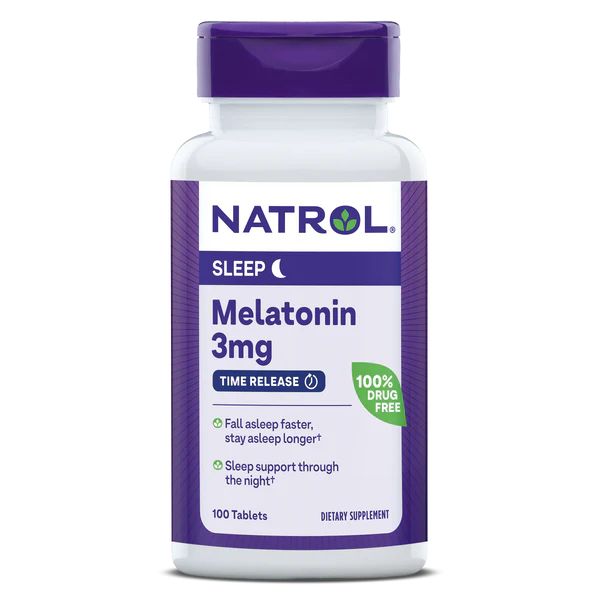 NATROL®
SLEEP
Melatonin
3mg
TIME RELEASE
100%
DRUG
FREE
Fall asleep faster,
stay asleep longer†
Sleep support through
the night†
100 Tablets DIETARY SUPPLEMENT